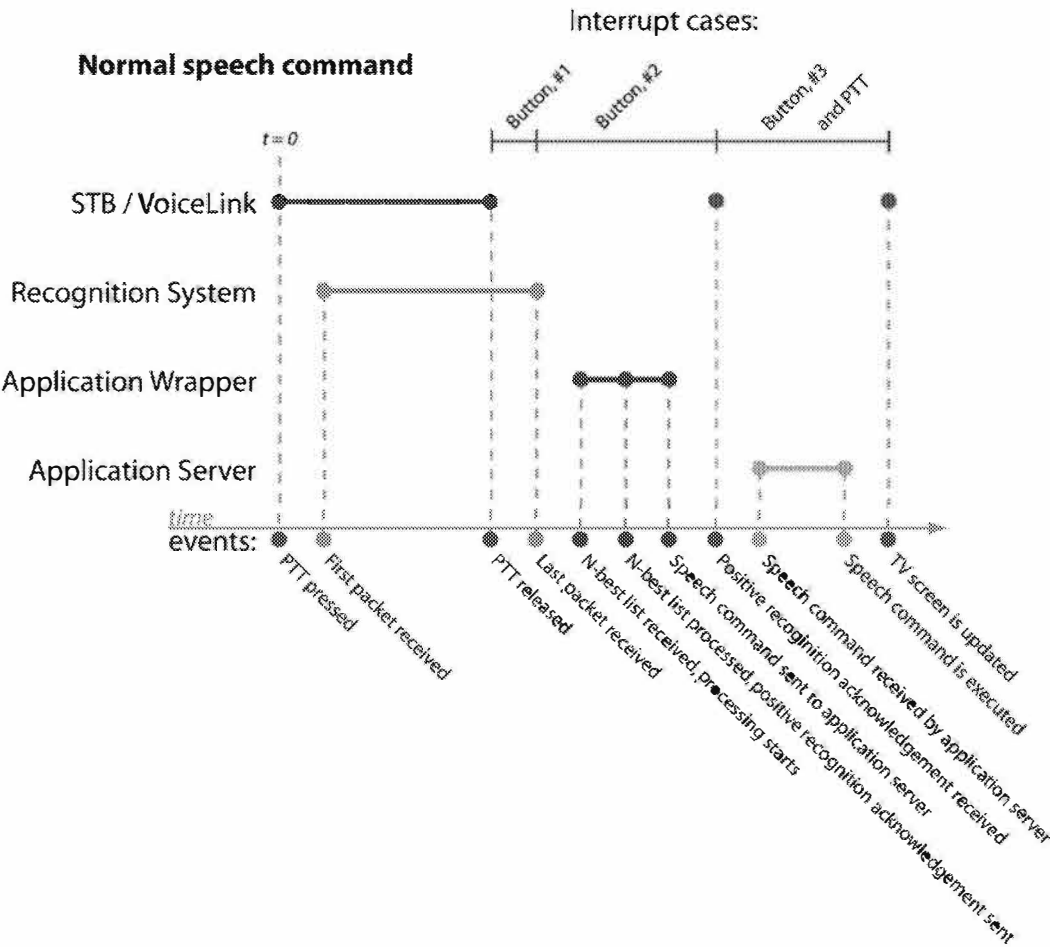 Interrupt cases:
Normal speech command
Button, #1
Button, #2
Button, #3
and PTT
t = 0
STB / VoiceLink
Recognition System
Application Wrapper
Application Server
time
events:
PTT pressed
First packet received
PTT released
Last packet received
N-best list received, processing starts
N-best list processed, positive recognition acknowledgement sent
Speech command sent to application server
Positive recoginition acknowledgement received
Speech command received by application server
Speech command is executed
TV screen is updated